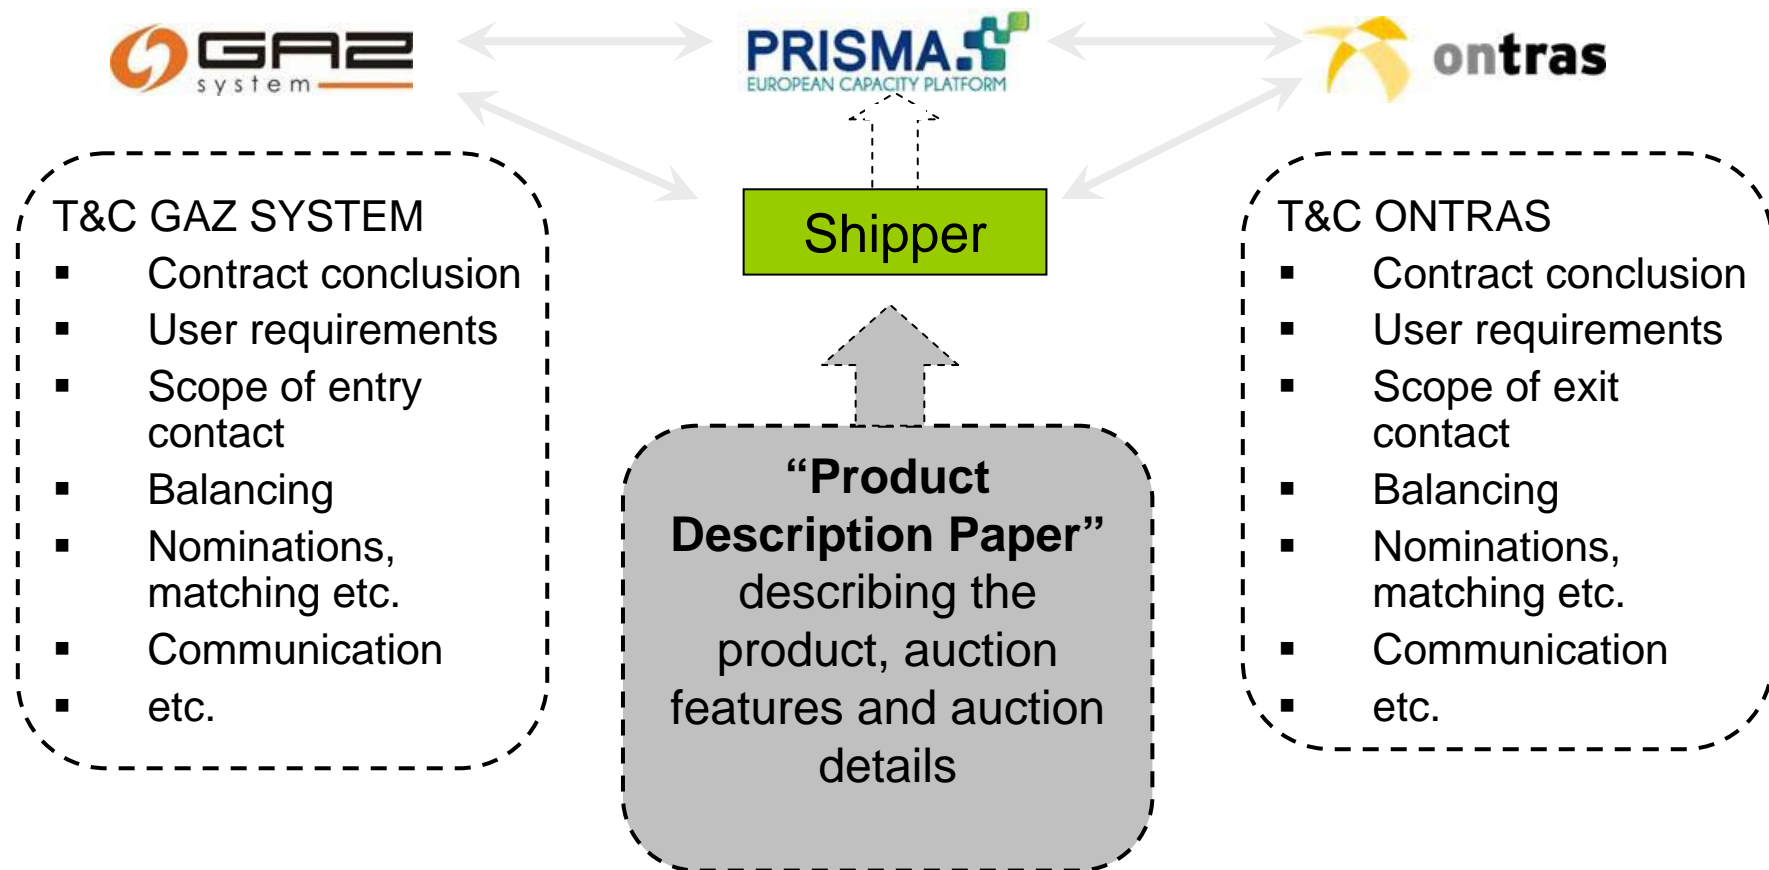 GAZ
system
PRISMA
EUROPEAN CAPACITY PLATFORM
ontras
T&C GAZ SYSTEM
▪ Contract conclusion
▪ User requirements
▪ Scope of entry
contact
▪ Balancing
▪ Nominations,
matching etc.
▪ Communication
▪ etc.
Shipper
“Product
Description Paper”
describing the
product, auction
features and auction
details
T&C ONTRAS
▪ Contract conclusion
▪ User requirements
▪ Scope of exit
contact
▪ Balancing
▪ Nominations,
matching etc.
▪ Communication
▪ etc.